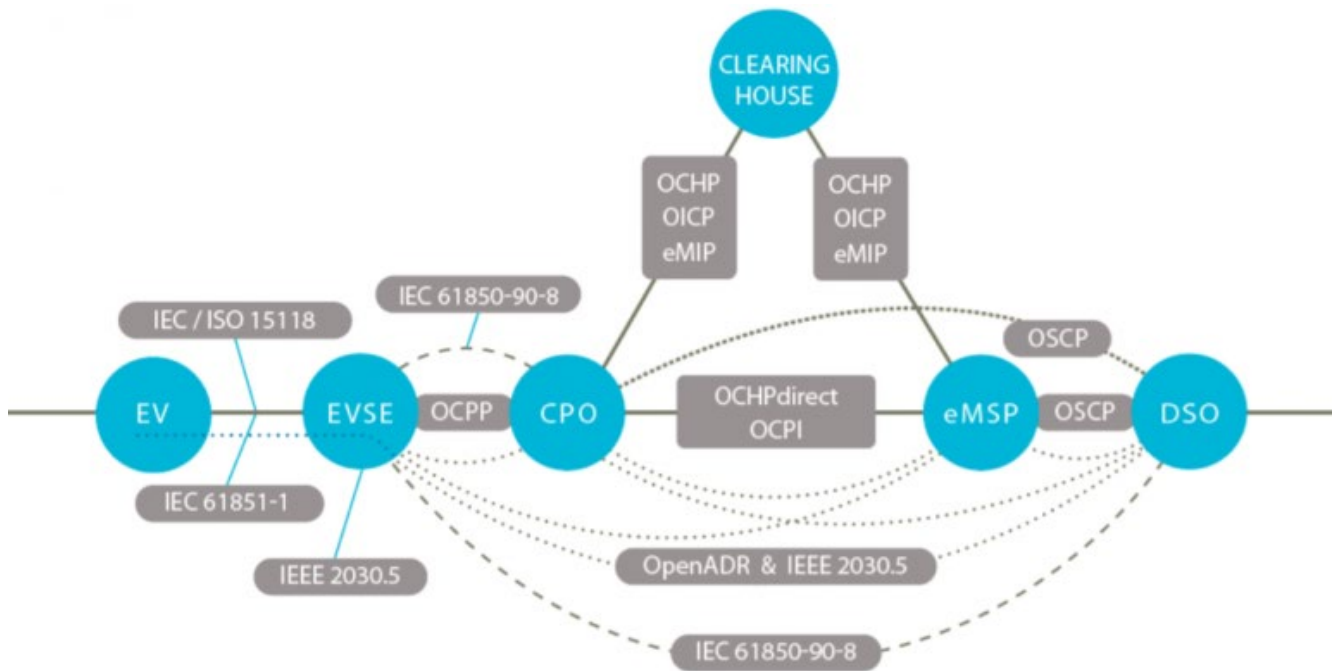 CLEARING
HOUSE
OCHP
OICP
eMIP
OCHP
OICP
eMIP
IEC 61850-90-8
IEC / ISO 15118
OSCP
EV
EVSE
OCPP
CPO
OCHPdirect
OCPI
eMSP
OSCP
DSO
IEC 61851-1
IEEE 2030.5
OpenADR & IEEE 2030.5
IEC 61850-90-8